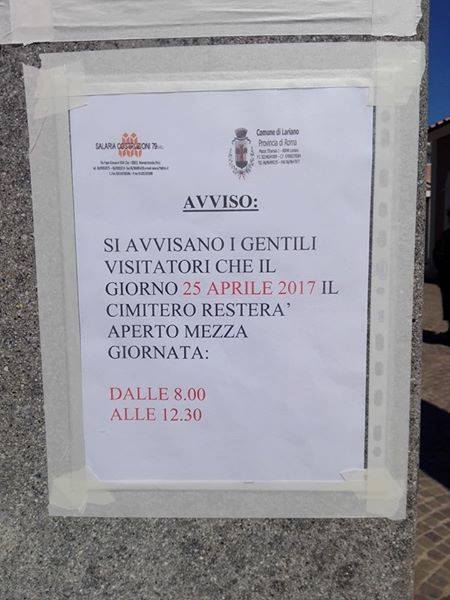 SALARIA COSTRUZIONI 79
Comune di Lariano
Provincia di Roma
AVVISO:
SI AVVISANO I GENTILI
VISITATORI CHE IL
GIORNO 25 APRILE 2017 IL
CIMITERO RESTERA’
APERTO MEZZA
GIORNATA:
DALLE 8.00
ALLE 12.30